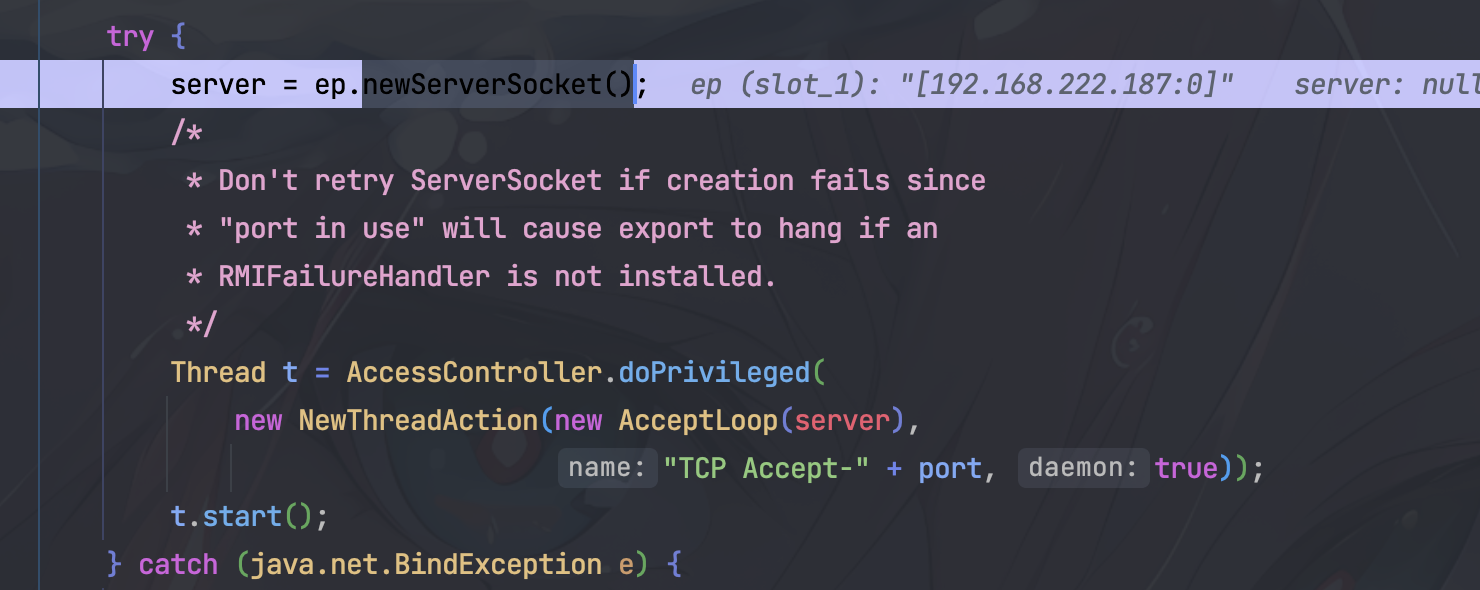 try {
server = ep.newServerSocket(); ep (slot_1): "[192.168.222.187:0]" server: null
/*
* Don't retry ServerSocket if creation fails since
* "port in use" will cause export to hang if an
* RMIFailureHandler is not installed.
*/
Thread t = AccessController.doPrivileged(
new NewThreadAction(new AcceptLoop(server),
name: "TCP Accept-" + port, daemon: true));
t.start();
} catch (java.net.BindException e) {